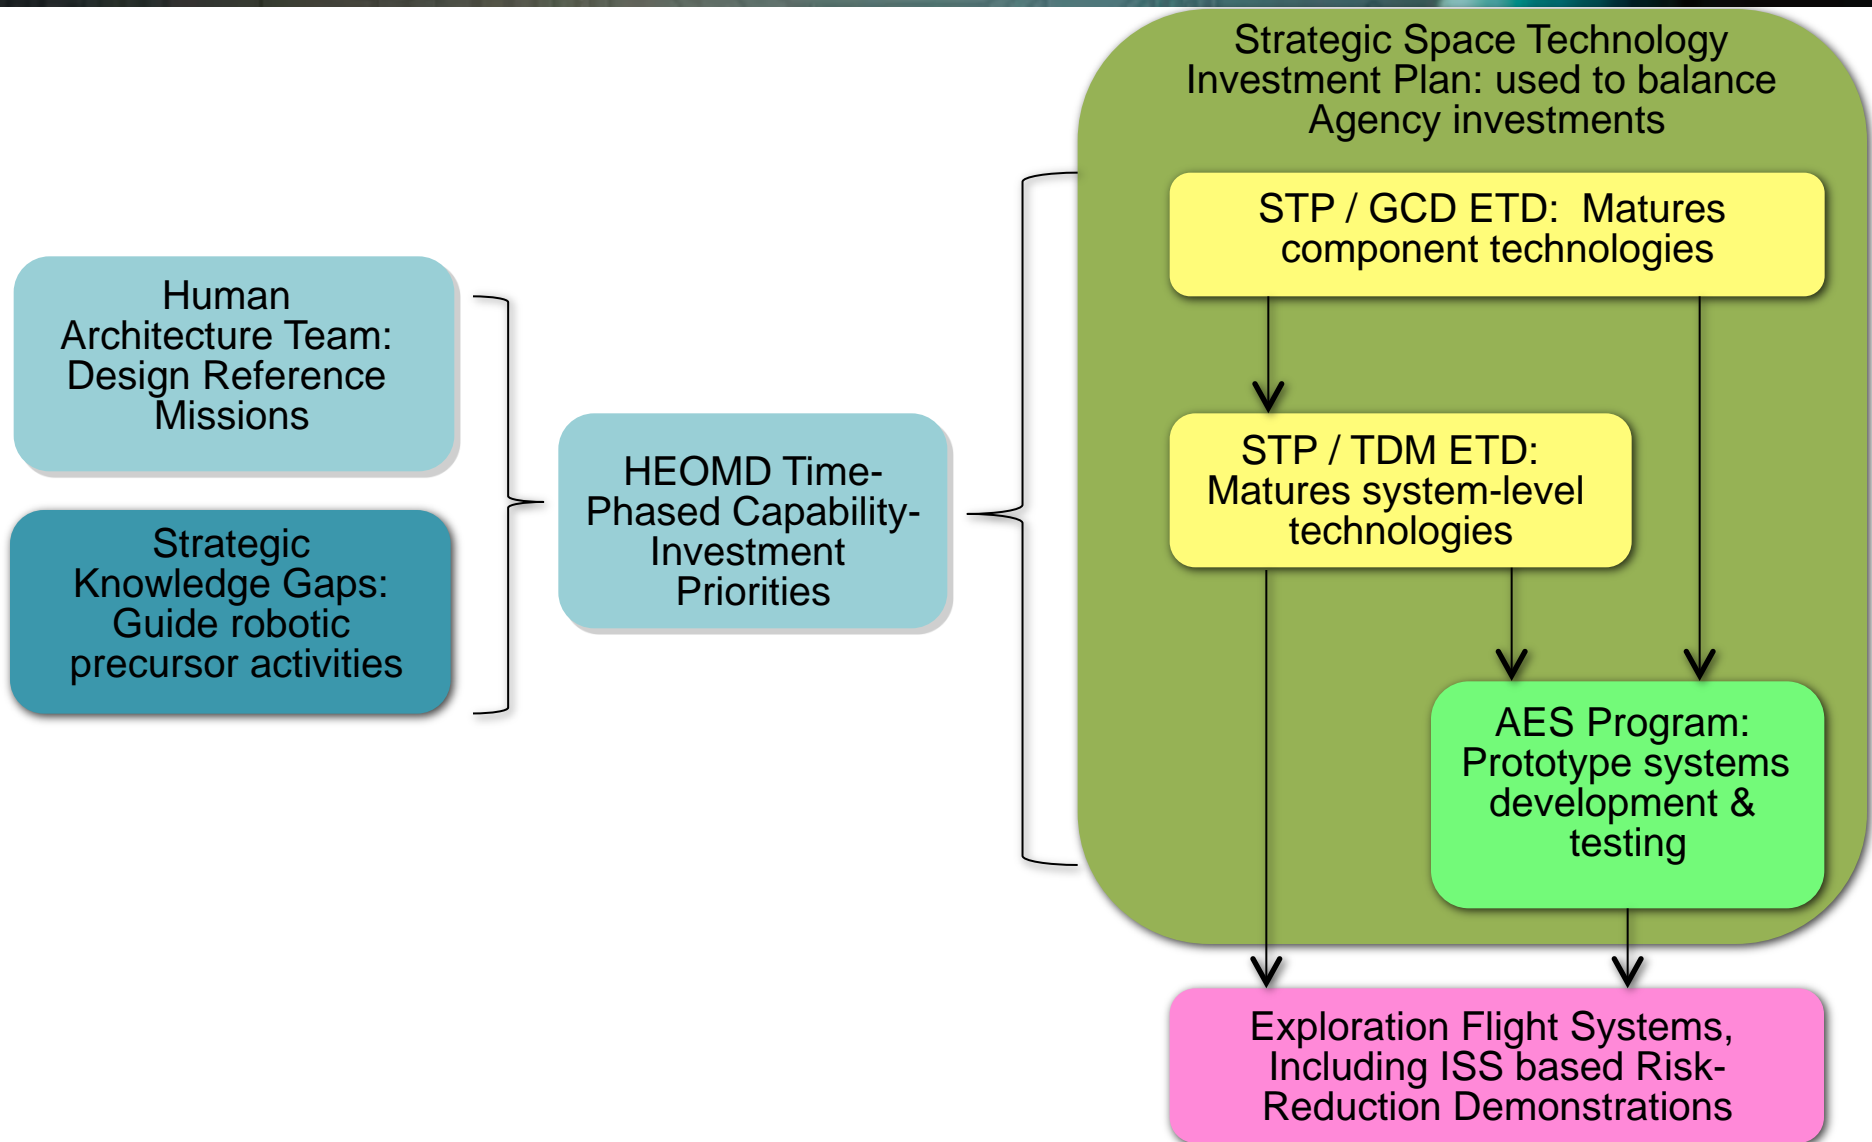 Human
Architecture Team:
Design Reference
Missions
Strategic
Knowledge Gaps:
Guide robotic
precursor activities
HEOMD Time-
Phased Capability-
Investment
Priorities
Strategic Space Technology
Investment Plan: used to balance
Agency investments
STP / GCD ETD: Matures
component technologies
STP / TDM ETD:
Matures system-level
technologies
AES Program:
Prototype systems
development &
testing
Exploration Flight Systems,
Including ISS based Risk-
Reduction Demonstrations